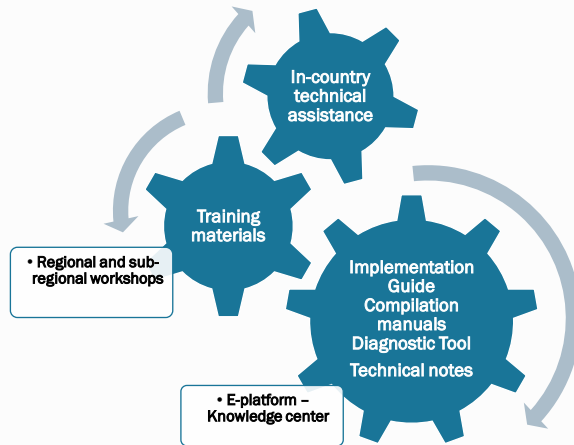 In-country
technical
assistance
Training
materials
• Regional and sub-
regional workshops
Implementation
Guide
Compilation
manuals
Diagnostic Tool
Technical notes
• E-platform –
Knowledge center